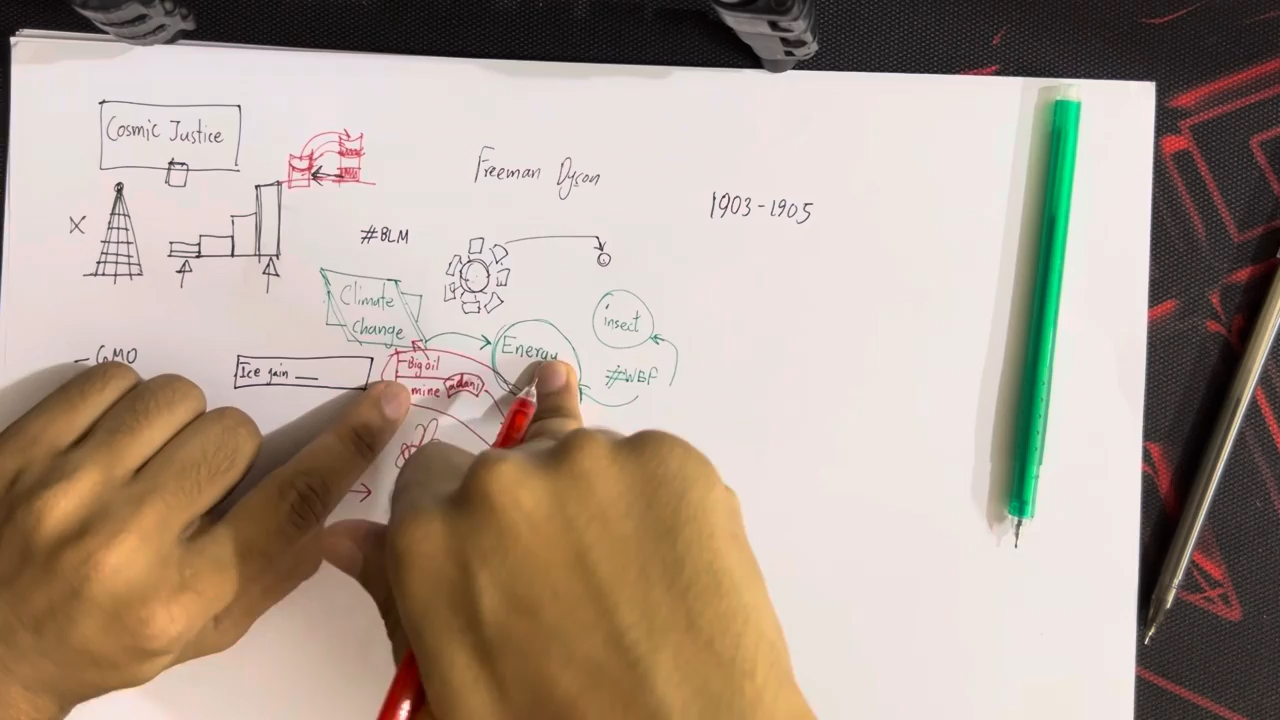 Cosmic Justice
Freeman Dyson
1903-1905
X
#BLM
Climate
change
insect
Energy
- GMO
Ice gain
Big oil
mine adani
#WBF